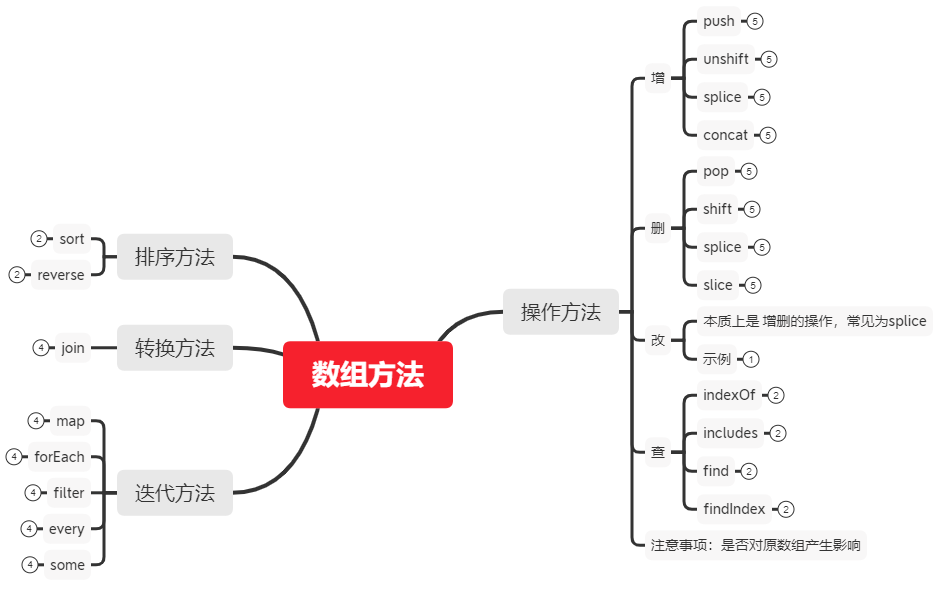 数组方法
操作方法
增
push 5
unshift 5
splice 5
concat 5
删
pop 5
shift 5
splice 5
slice 5
改
本质上是 增删的操作，常见为splice
示例 1
查
indexOf 2
includes 2
find 2
findIndex 2
注意事项：是否对原数组产生影响
排序方法
2 sort
2 reverse
转换方法
4 join
迭代方法
4 map
4 forEach
4 filter
4 every
4 some